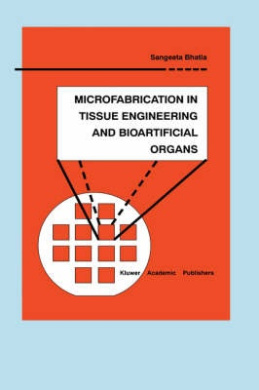 Sangeeta Bhatia
MICROFABRICATION IN
TISSUE ENGINEERING
AND BIOARTIFICIAL
ORGANS
Kluwer Academic Publishers